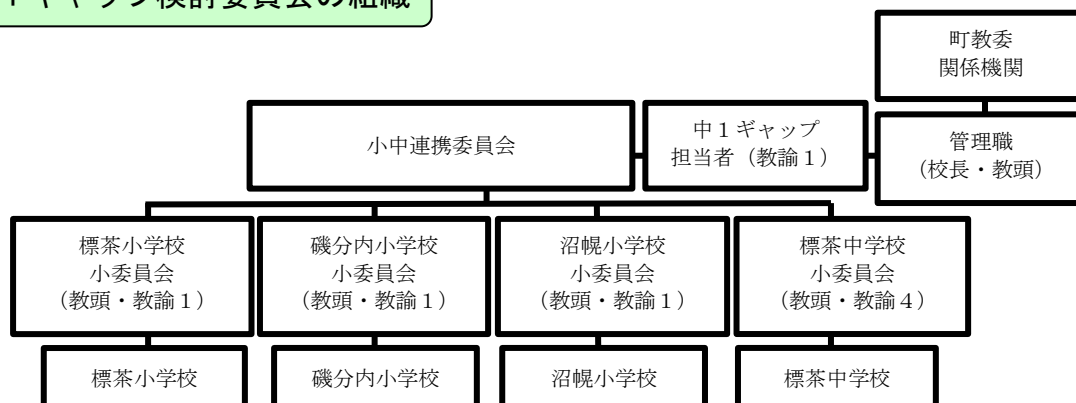 ギャップ検討委員会の組織
町教委
関係機関
小中連携委員会
中１ギャップ
担当者（教諭１）
管理職
（校長・教頭）
標茶小学校
小委員会
（教頭・教諭１）
磯分内小学校
小委員会
（教頭・教諭１）
沼幌小学校
小委員会
（教頭・教諭１）
標茶中学校
小委員会
（教頭・教諭４）
標茶小学校
磯分内小学校
沼幌小学校
標茶中学校